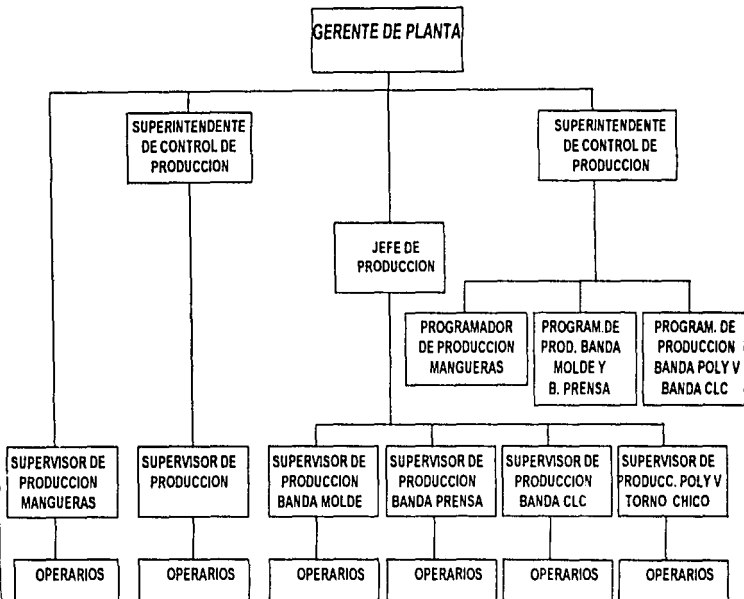 GERENTE DE PLANTA
SUPERINTENDENTE
DE CONTROL DE
PRODUCCION
SUPERINTENDENTE
DE CONTROL DE
PRODUCCION
JEFE DE
PRODUCCION
PROGRAMADOR
DE PRODUCCION
MANGUERAS
PROGRAM.DE
PROD. BANDA
MOLDE Y
B. PRENSA
PROGRAM. DE
PRODUCCION
BANDA POLY V
BANDA CLC
SUPERVISOR DE
PRODUCCION
MANGUERAS
SUPERVISOR DE
PRODUCCION
SUPERVISOR DE
PRODUCCION
BANDA MOLDE
SUPERVISOR DE
PRODUCCION
BANDA PRENSA
SUPERVISOR DE
PRODUCCION
BANDA CLC
SUPERVISOR DE
PRODUCC. POLY V
TORNO CHICO
OPERARIOS
OPERARIOS
OPERARIOS
OPERARIOS
OPERARIOS
OPERARIOS